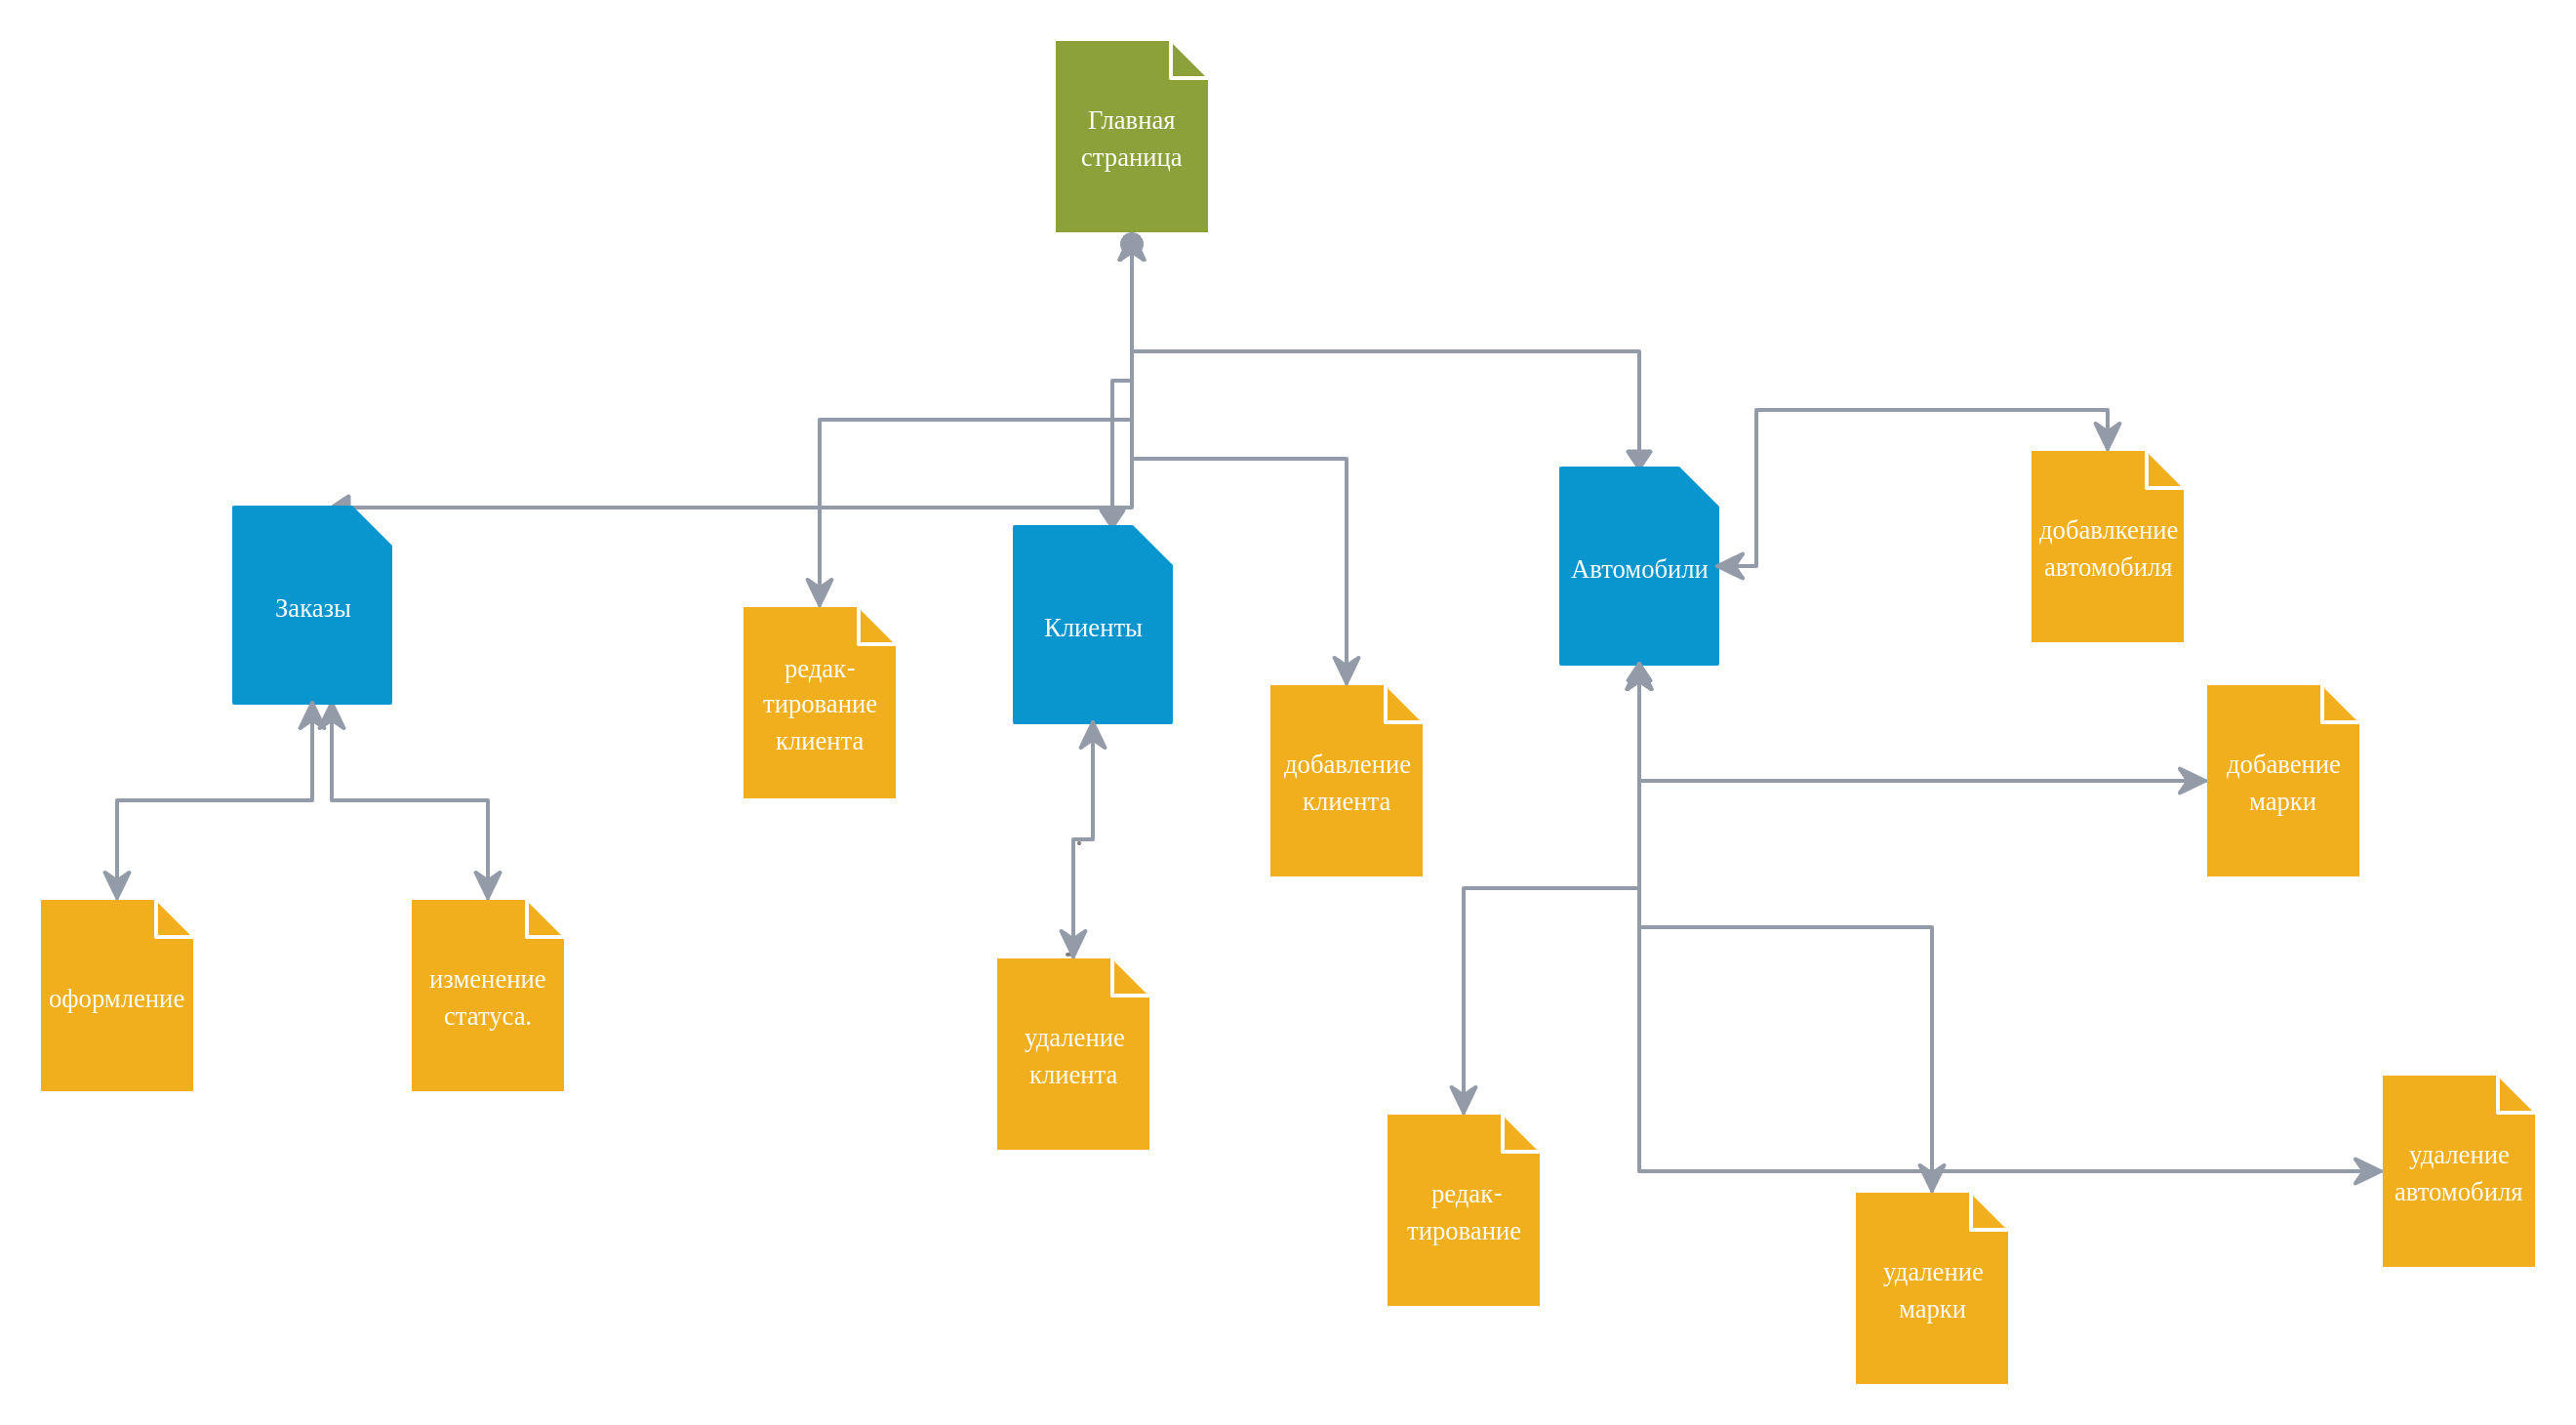 Главная
страница
Заказы
Клиенты
Автомобили
добавлкение
автомобиля
редак-
тирование
клиента
добавление
клиента
добавение
марки
оформление
изменение
статуса.
удаление
клиента
редак-
тирование
удаление
марки
удаление
автомобиля